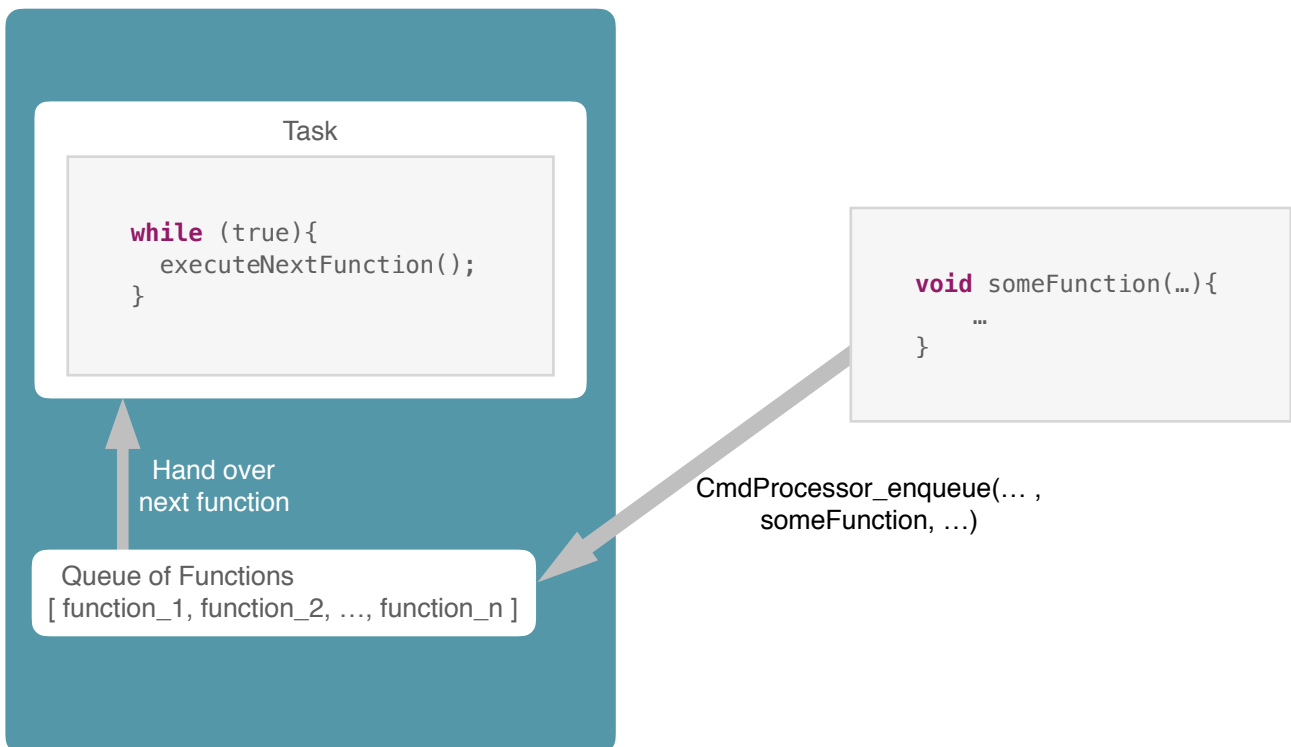 Task
while (true){
executeNextFunction();
}
Hand over
next function
Queue of Functions
[ function_1, function_2, …, function_n ]
void someFunction(…){
…
}
CmdProcessor_enqueue(… ,
someFunction, …)